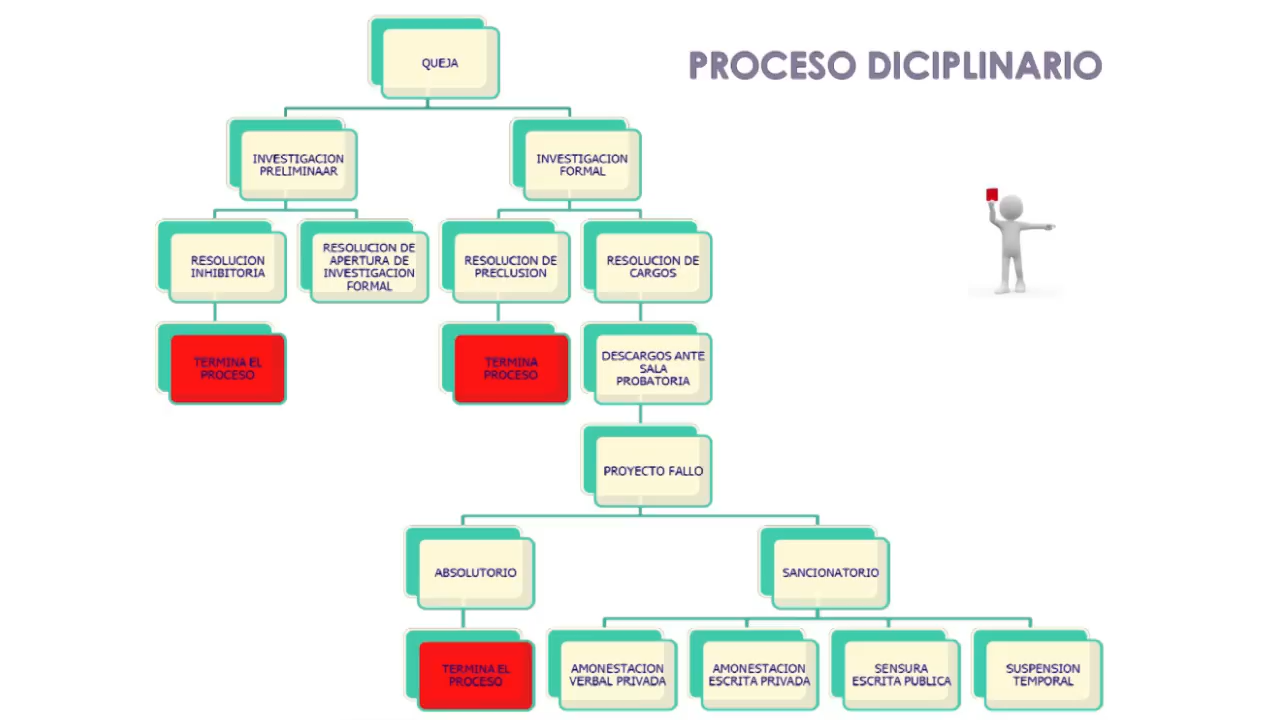 PROCESO DICIPLINARIO
QUEJA
INVESTIGACION
PRELIMINAAR
INVESTIGACION
FORMAL
RESOLUCION
INHIBITORIA
RESOLUCION DE
APERTURA DE
INVESTIGACION
FORMAL
RESOLUCION DE
PRECLUSION
RESOLUCION DE
CARGOS
TERMINA EL
PROCESO
TERMINA
PROCESO
DESCARGOS ANTE
SALA
PROBATORIA
PROYECTO FALLO
ABSOLUTORIO
SANCIONATORIO
TERMINA EL
PROCESO
AMONESTACION
VERBAL PRIVADA
AMONESTACION
ESCRITA PRIVADA
SENSURA
ESCRITA PUBLICA
SUSPENSION
TEMPORAL